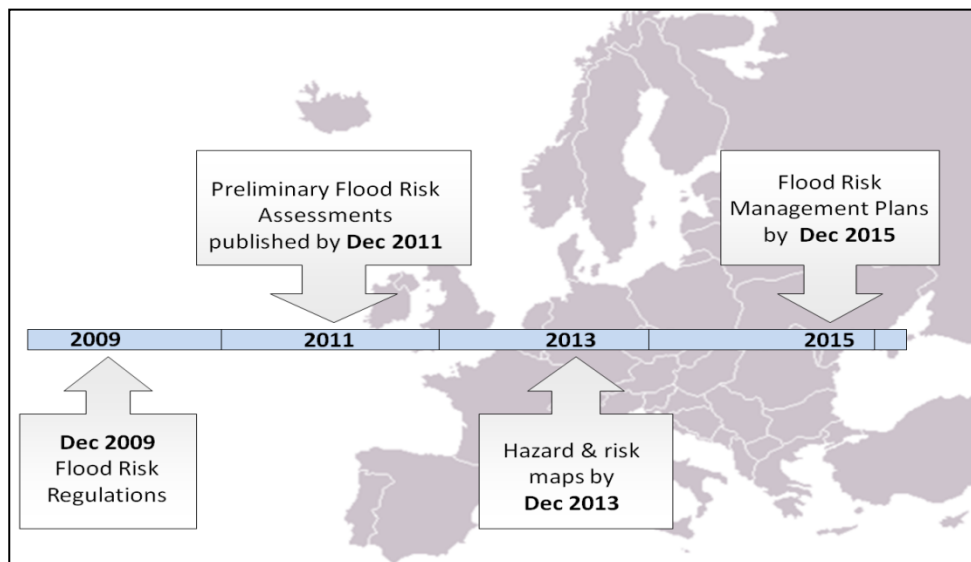 Preliminary Flood Risk
Assessments
published by Dec 2011
Flood Risk
Management Plans
by Dec 2015
2009
2011
2013
2015
Dec 2009
Flood Risk
Regulations
Hazard & risk
maps by
Dec 2013